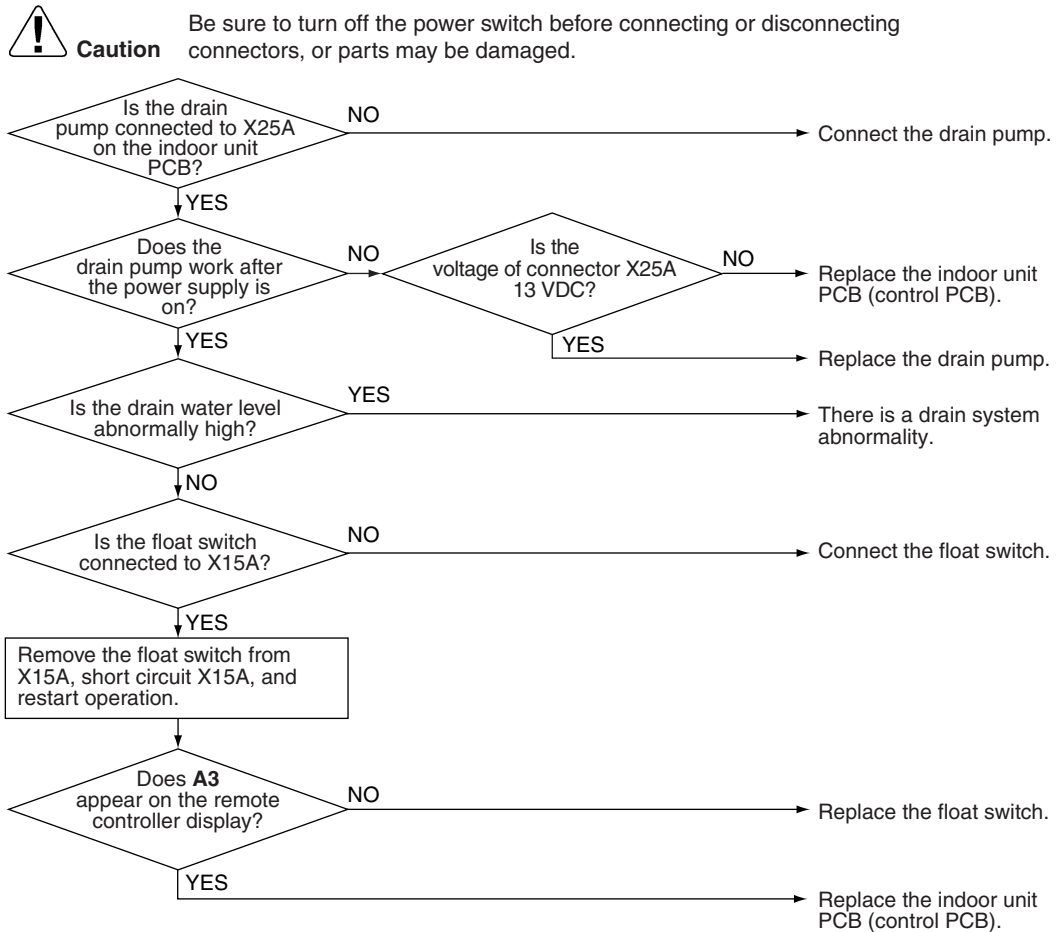 Caution
Be sure to turn off the power switch before connecting or disconnecting
connectors, or parts may be damaged.
Is the drain
pump connected to X25A
on the indoor unit
PCB?
NO
Connect the drain pump.
YES
Does the
drain pump work after
the power supply is
on?
NO
Is the
voltage of connector X25A
13 VDC?
NO
Replace the indoor unit
PCB (control PCB).
YES
Replace the drain pump.
YES
Is the drain water level
abnormally high?
YES
There is a drain system
abnormality.
NO
Is the float switch
connected to X15A?
NO
Connect the float switch.
YES
Remove the float switch from
X15A, short circuit X15A, and
restart operation.
Does A3
appear on the remote
controller display?
NO
Replace the float switch.
YES
Replace the indoor unit
PCB (control PCB).